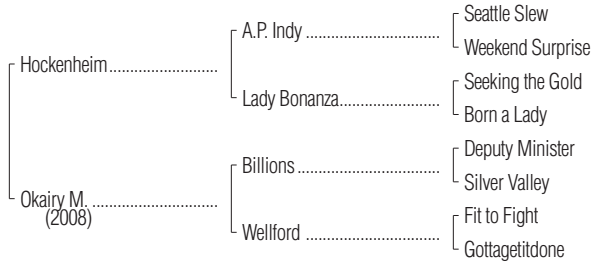 Seattle Slew
A.P. Indy ..............................
Weekend Surprise
Hockenheim.........................
Seeking the Gold
Lady Bonanza.......................
Born a Lady
Deputy Minister
Billions.................................
Silver Valley
Okairy M. ............................
(2008)
Fit to Fight
Wellford ..............................
Gottagetitdone